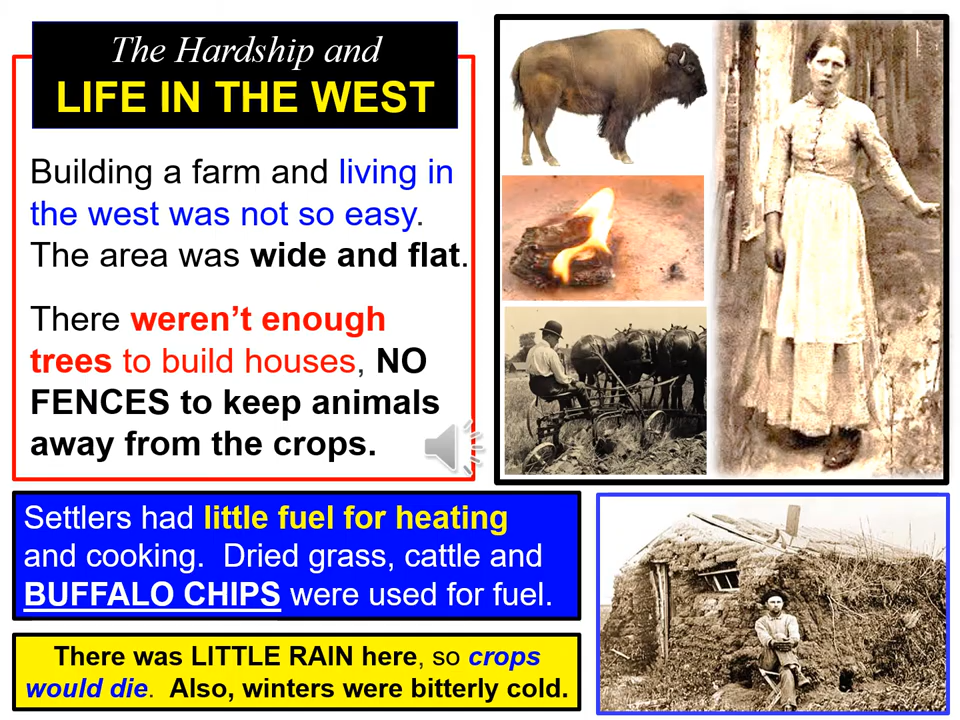 The Hardship and
LIFE IN THE WEST
Building a farm and living in
the west was not so easy.
The area was wide and flat.
There weren’t enough
trees to build houses, NO
FENCES to keep animals
away from the crops.
Settlers had little fuel for heating
and cooking.  Dried grass, cattle and
BUFFALO CHIPS were used for fuel.
There was LITTLE RAIN here, so crops
would die.  Also, winters were bitterly cold.